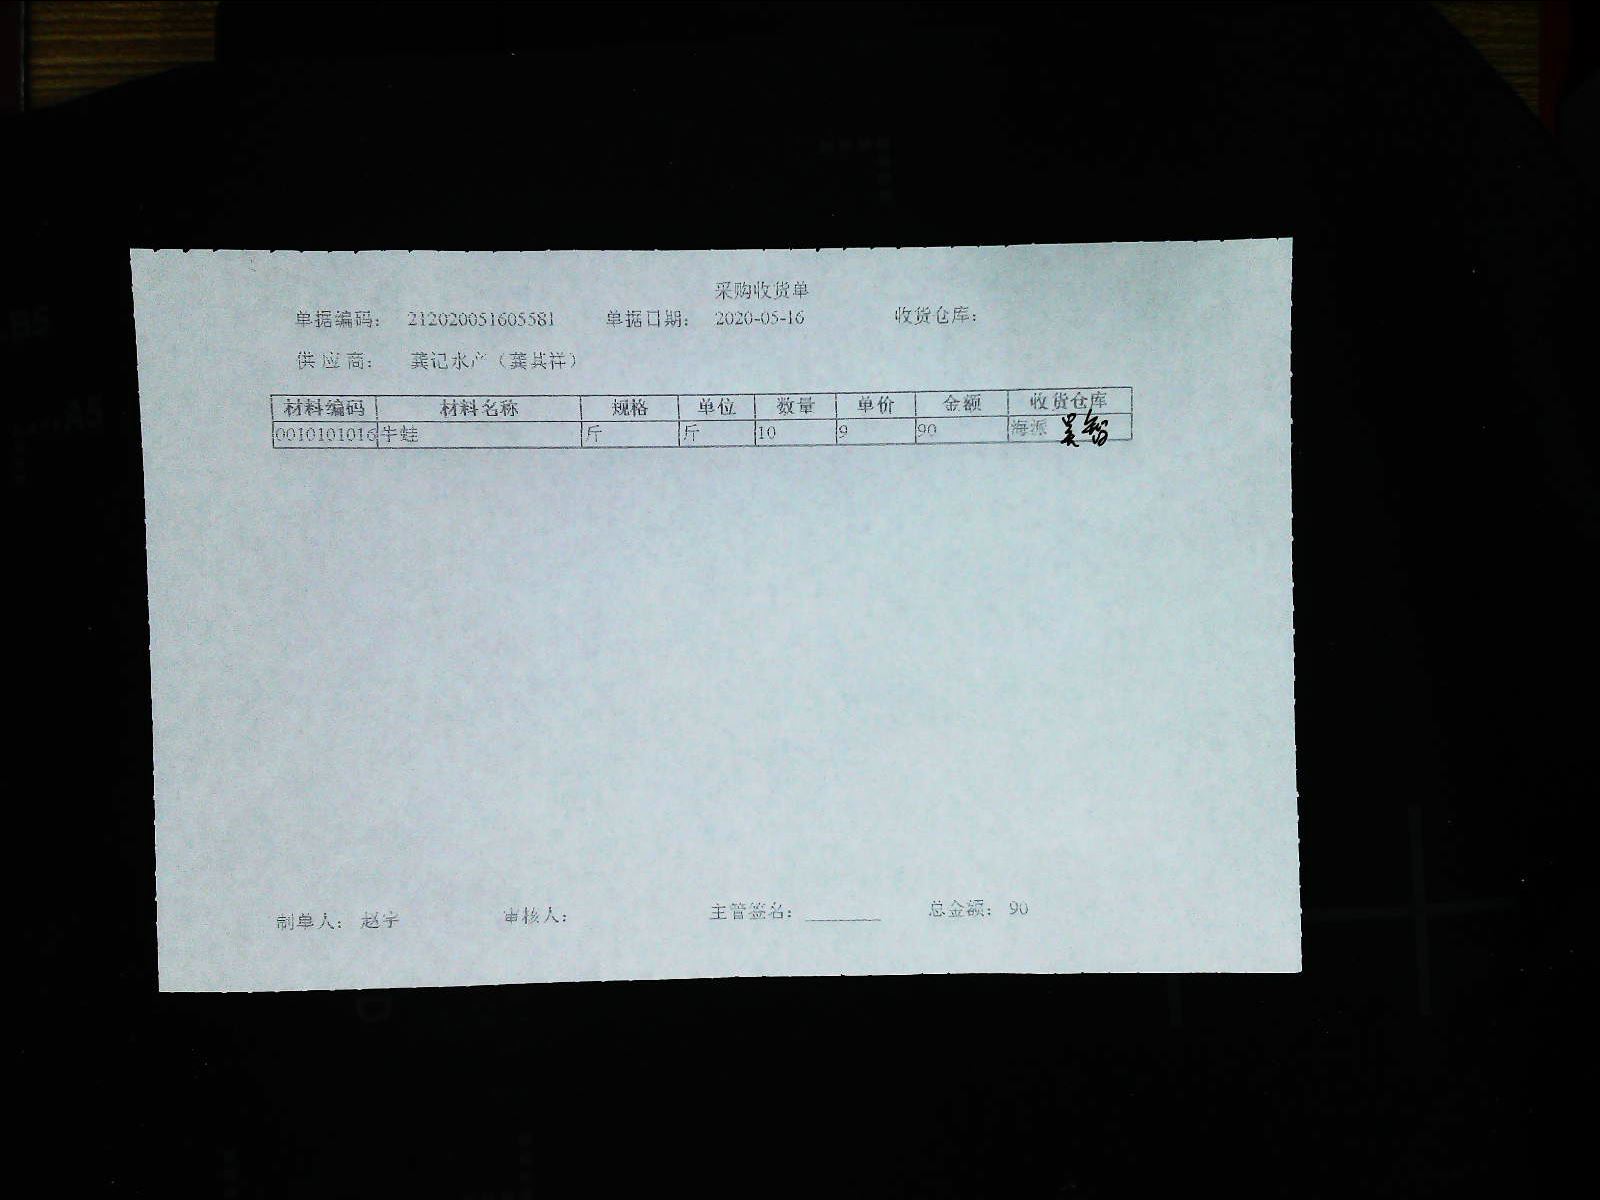 采购收货单
单据编码： 212020051605581 单据日期： 2020-05-16 收货仓库：
供应商： 龚记水产（龚其祥）
材料编码 材料名称 规格 单位 数量 单价 金额 收货仓库
0010101016 牛蛙 斤 斤 10 9 90 海派
制单人： 赵宇 审核人： 主管签名： 总金额： 90